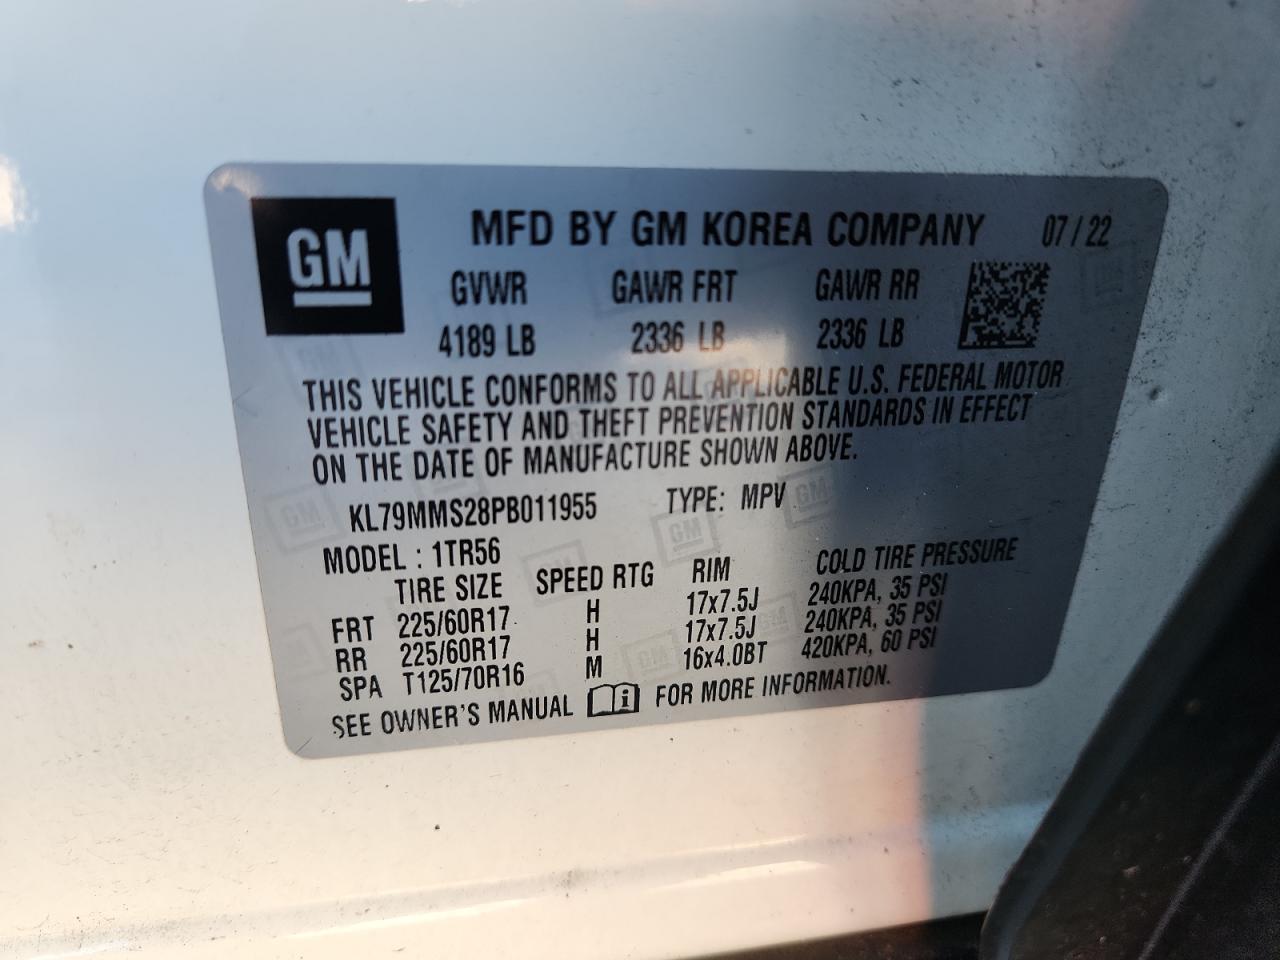 GM
MFD BY GM KOREA COMPANY 07/22
GVWR GAWR FRT GAWR RR
4189 LB 2336 LB 2336 LB
THIS VEHICLE CONFORMS TO ALL APPLICABLE U.S. FEDERAL MOTOR
VEHICLE SAFETY AND THEFT PREVENTION STANDARDS IN EFFECT
ON THE DATE OF MANUFACTURE SHOWN ABOVE.
KL79MMS28PB011955 TYPE: MPV
MODEL : 1TR56
TIRE SIZE SPEED RTG RIM COLD TIRE PRESSURE
FRT 225/60R17 H 17x7.5J 240KPA, 35 PSI
RR 225/60R17 H 17x7.5J 240KPA, 35 PSI
SPA T125/70R16 M 16x4.0BT 420KPA, 60 PSI
SEE OWNER'S MANUAL FOR MORE INFORMATION.